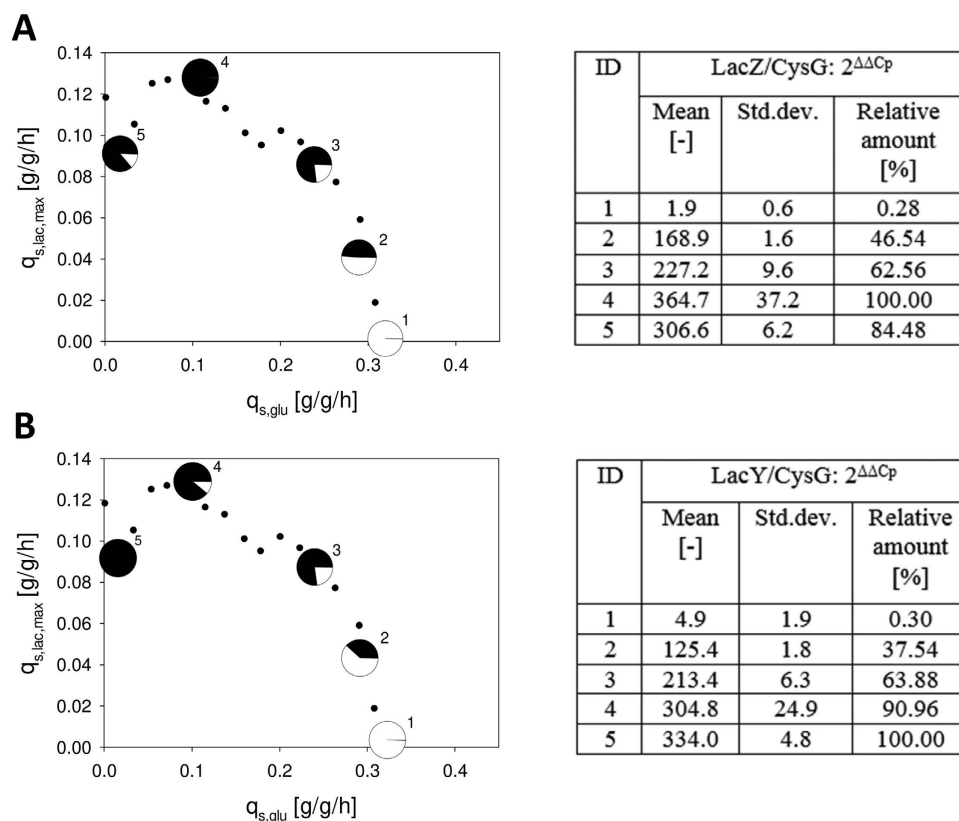 A
0.14
0.12
0.10
0.08
0.06
0.04
0.02
0.00
0.0 0.1 0.2 0.3 0.4
q_s,lac,max [g/g/h]
q_s,glu [g/g/h]
4
5
3
2
1
ID LacZ/CysG: 2^ΔΔCp
Mean Std.dev. Relative
[-] amount
[%]
1 1.9 0.6 0.28
2 168.9 1.6 46.54
3 227.2 9.6 62.56
4 364.7 37.2 100.00
5 306.6 6.2 84.48
B
0.14
0.12
0.10
0.08
0.06
0.04
0.02
0.00
0.0 0.1 0.2 0.3 0.4
q_s,lac,max [g/g/h]
q_s,glu [g/g/h]
4
5
3
2
1
ID LacY/CysG: 2^ΔΔCp
Mean Std.dev. Relative
[-] amount
[%]
1 4.9 1.9 0.30
2 125.4 1.8 37.54
3 213.4 6.3 63.88
4 304.8 24.9 90.96
5 334.0 4.8 100.00